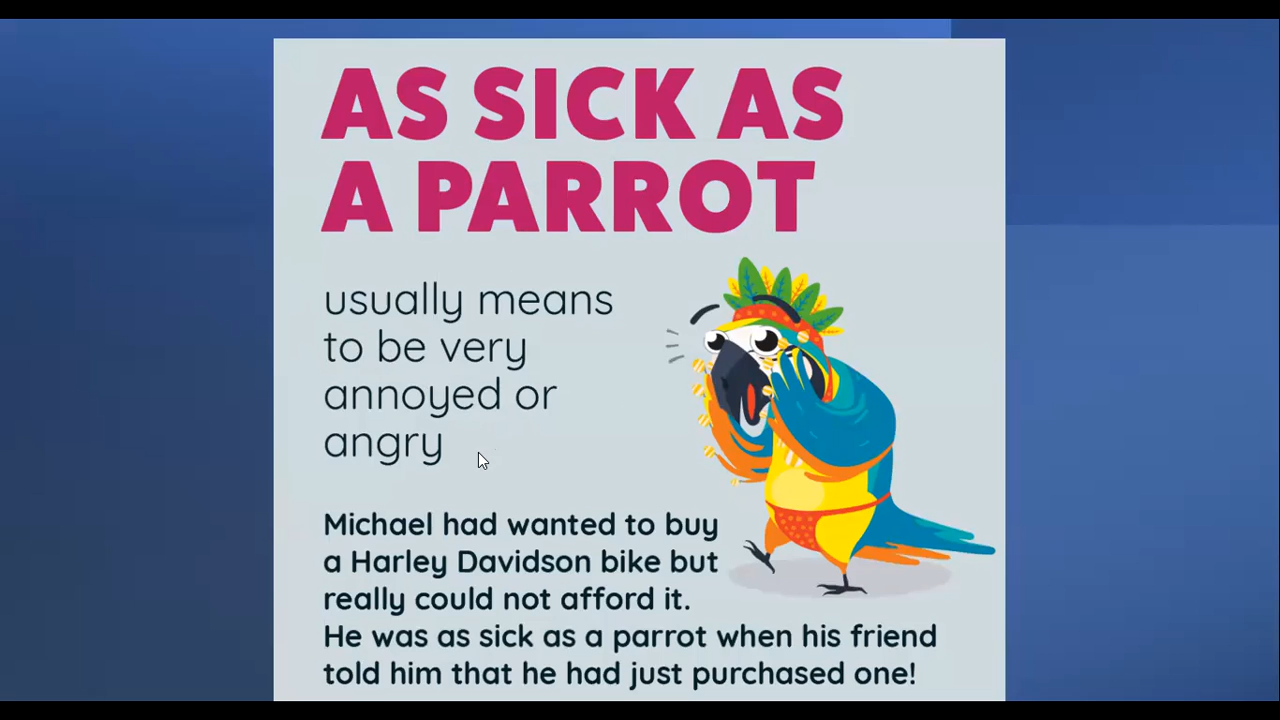 AS SICK AS
A PARROT
usually means
to be very
annoyed or
angry
Michael had wanted to buy
a Harley Davidson bike but
really could not afford it.
He was as sick as a parrot when his friend
told him that he had just purchased one!